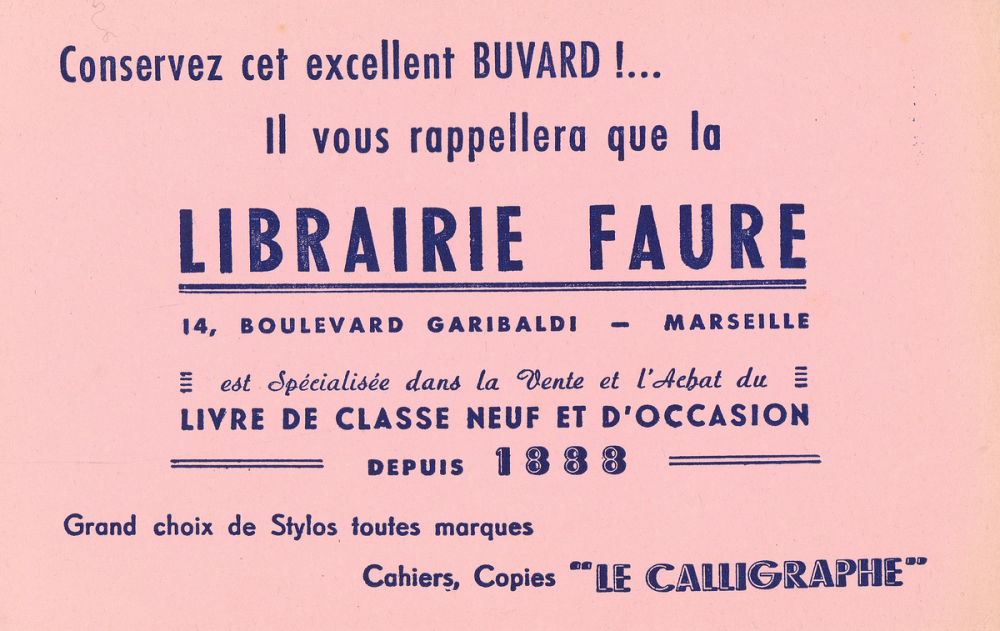 Conservez cet excellent BUVARD !...
Il vous rappellera que la
LIBRAIRIE FAURE
14, BOULEVARD GARIBALDI — MARSEILLE
est Spécialisée dans la Vente et l'Achat du
LIVRE DE CLASSE NEUF ET D'OCCASION
DEPUIS 1888
Grand choix de Stylos toutes marques
Cahiers, Copies "LE CALLIGRAPHE"